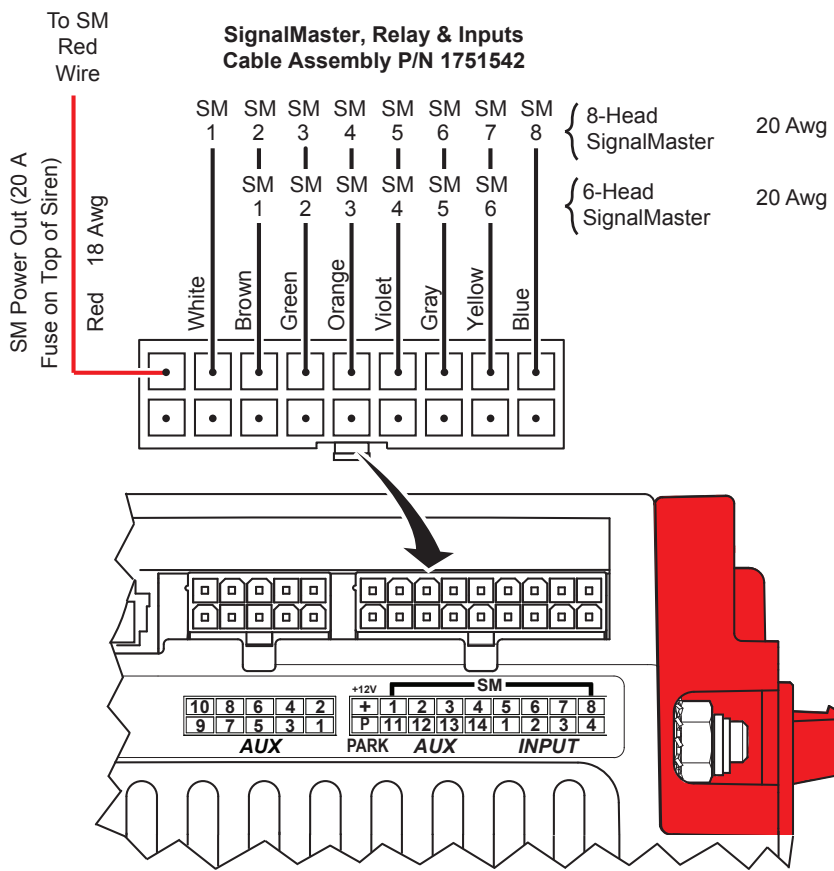 To SM
Red
Wire
SignalMaster, Relay & Inputs
Cable Assembly P/N 1751542
SM SM SM SM SM SM SM SM
1 2 3 4 5 6 7 8
8-Head
SignalMaster
20 Awg
SM SM SM SM SM SM
1 2 3 4 5 6
6-Head
SignalMaster
20 Awg
SM Power Out (20 A
Fuse on Top of Siren)
Red 18 Awg
White
Brown
Green
Orange
Violet
Gray
Yellow
Blue
+12V
SM
10 8 6 4 2
9 7 5 3 1
AUX
+ 1 2 3 4 5 6 7 8
P 11 12 13 14 1 2 3 4
PARK AUX INPUT